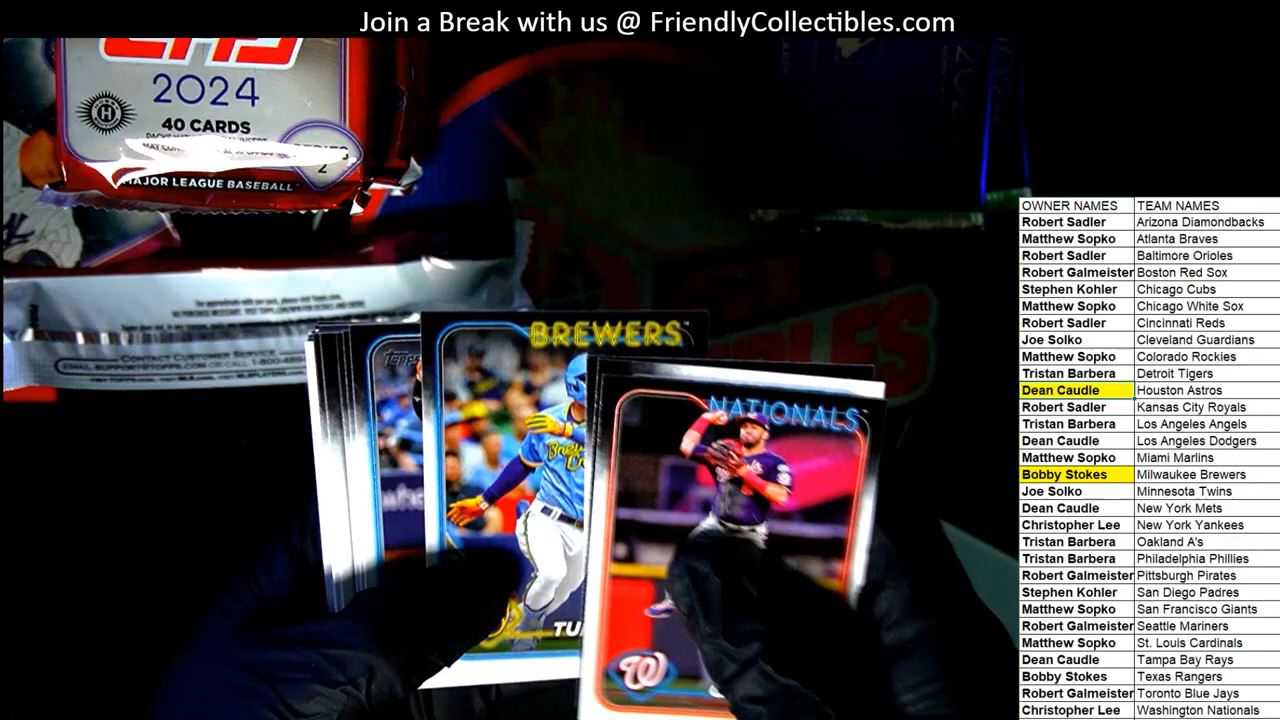 Join a Break with us @ FriendlyCollectibles.com
2024
40 CARDS
SERIES
2
MAJOR LEAGUE BASEBALL
CONTACT CUSTOMER SERVICE
Topps
BREWERS
NATIONALS
TU
W
OWNER NAMES TEAM NAMES
Robert Sadler Arizona Diamondbacks
Matthew Sopko Atlanta Braves
Robert Sadler Baltimore Orioles
Robert Galmeister Boston Red Sox
Stephen Kohler Chicago Cubs
Matthew Sopko Chicago White Sox
Robert Sadler Cincinnati Reds
Joe Solko Cleveland Guardians
Matthew Sopko Colorado Rockies
Tristan Barbera Detroit Tigers
Dean Caudle Houston Astros
Robert Sadler Kansas City Royals
Tristan Barbera Los Angeles Angels
Dean Caudle Los Angeles Dodgers
Matthew Sopko Miami Marlins
Bobby Stokes Milwaukee Brewers
Joe Solko Minnesota Twins
Dean Caudle New York Mets
Christopher Lee New York Yankees
Tristan Barbera Oakland A's
Tristan Barbera Philadelphia Phillies
Robert Galmeister Pittsburgh Pirates
Stephen Kohler San Diego Padres
Matthew Sopko San Francisco Giants
Robert Galmeister Seattle Mariners
Matthew Sopko St. Louis Cardinals
Dean Caudle Tampa Bay Rays
Bobby Stokes Texas Rangers
Robert Galmeister Toronto Blue Jays
Christopher Lee Washington Nationals